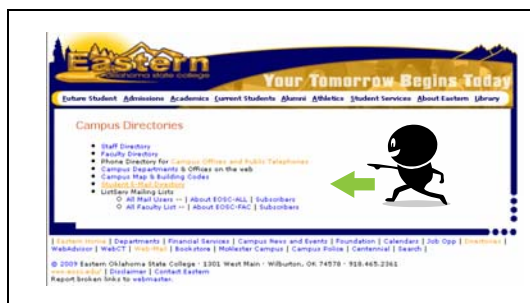 Eastern
oklahoma state college
Your Tomorrow Begins Today
Future Student Admissions Academics Current Students Alumni Athletics Student Services About Eastern Library
Campus Directories
Staff Directory
Faculty Directory
Phone Directory for Campus Offices and Public Telephones
Campus Departments & Offices on the web
Campus Map & Building Codes
Student E-Mail Directory
ListServ Mailing Lists
All Mail Users -- | About EOSC-ALL | Subscribers
All Faculty List -- | About EOSC-FAC | Subscribers
| Eastern Home | Departments | Financial Services | Campus News and Events | Foundation | Calendars | Job Opp | Directories |
WebAdvisor | WebCT | Web-Mail | Bookstore | McAlester Campus | Campus Police | Centennial | Search |
© 2009 Eastern Oklahoma State College - 1301 West Main - Wilburton, OK 74578 - 918.465.2361
www.eosc.edu/ | Disclaimer | Contact Eastern
Report broken links to webmaster.